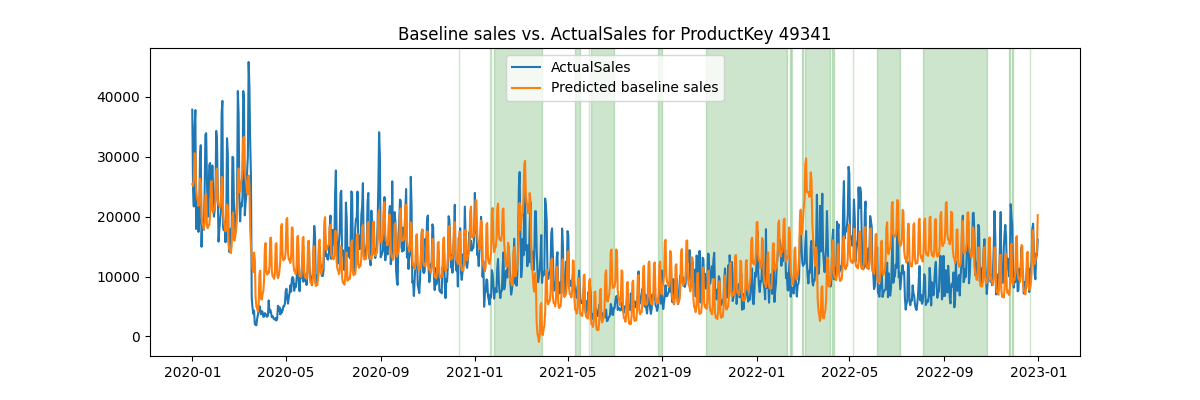 Baseline sales vs. ActualSales for ProductKey 49341
ActualSales
Predicted baseline sales
40000
30000
20000
10000
0
2020-01 2020-05 2020-09 2021-01 2021-05 2021-09 2022-01 2022-05 2022-09 2023-01